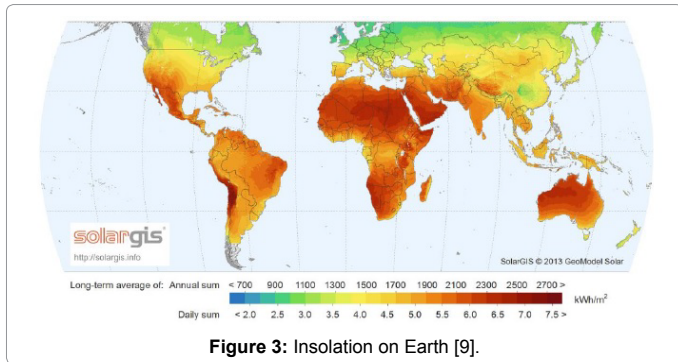 solargis
http://solargis.info
SolarGIS © 2013 GeoModel Solar
Long-term average of: Annual sum < 700 900 1100 1300 1500 1700 1900 2100 2300 2500 2700 > kWh/m²
Daily sum < 2.0 2.5 3.0 3.5 4.0 4.5 5.0 5.5 6.0 6.5 7.0 7.5 >
Figure 3: Insolation on Earth [9].